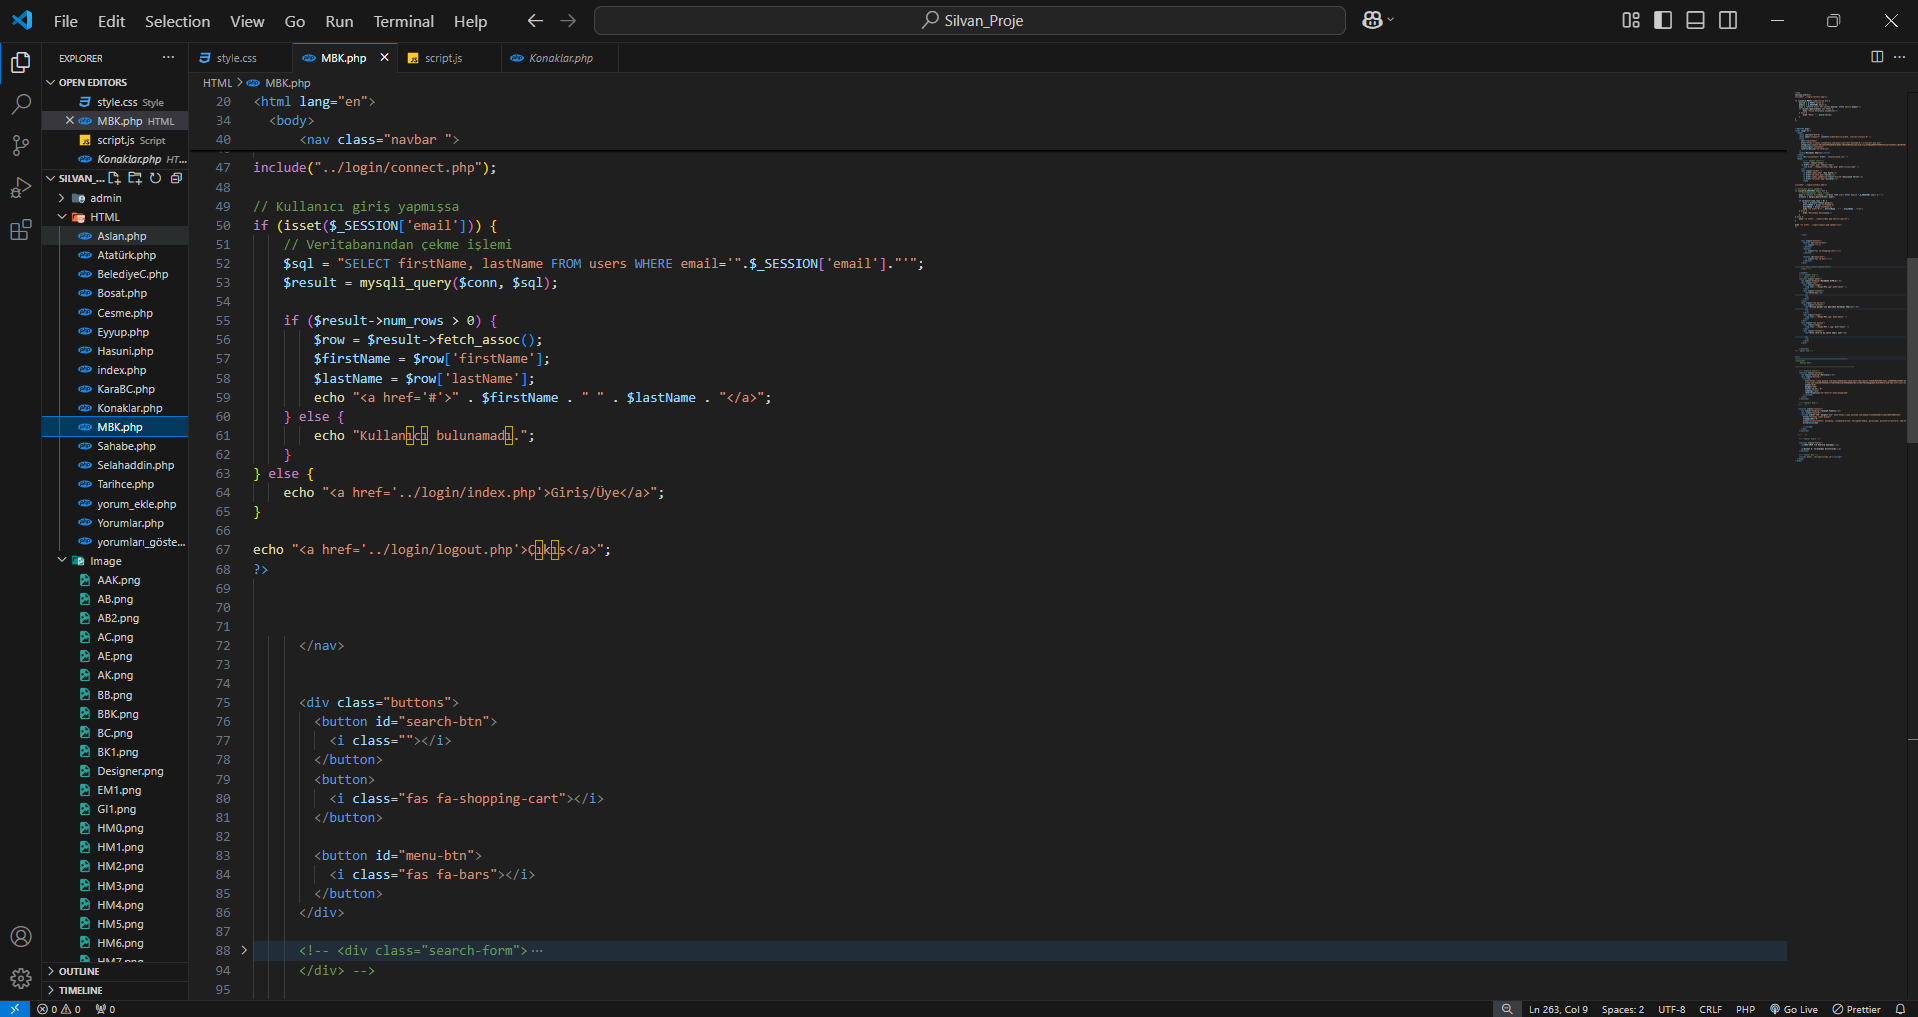 File Edit Selection View Go Run Terminal Help
Silvan_Proje
EXPLORER
OPEN EDITORS
style.css Style
MBK.php HTML
script.js Script
Konaklar.php HT...
SILVAN_...
admin
HTML
Aslan.php
Atatürk.php
BelediyeC.php
Bosat.php
Cesme.php
Eyyup.php
Hasuni.php
index.php
KaraBC.php
Konaklar.php
MBK.php
Sahabe.php
Selahaddin.php
Tarihce.php
yorum_ekle.php
Yorumlar.php
yorumları_göste...
Image
AAK.png
AB.png
AB2.png
AC.png
AE.png
AK.png
BB.png
BBK.png
BC.png
BK1.png
Designer.png
EM1.png
GI1.png
HM0.png
HM1.png
HM2.png
HM3.png
HM4.png
HM5.png
HM6.png
HM7.png
OUTLINE
TIMELINE
style.css MBK.php script.js Konaklar.php
HTML > MBK.php
20 <html lang="en">
34 <body>
40 <nav class="navbar ">
47 include("../login/connect.php");
48
49 // Kullanıcı giriş yapmışsa
50 if (isset($_SESSION['email'])) {
51 // Veritabanından çekme işlemi
52 $sql = "SELECT firstName, lastName FROM users WHERE email='".$_SESSION['email']."'";
53 $result = mysqli_query($conn, $sql);
54
55 if ($result->num_rows > 0) {
56 $row = $result->fetch_assoc();
57 $firstName = $row['firstName'];
58 $lastName = $row['lastName'];
59 echo "<a href='#'>" . $firstName . " " . $lastName . "</a>";
60 } else {
61 echo "Kullanıcı bulunamadı.";
62 }
63 } else {
64 echo "<a href='../login/index.php'>Giriş/Üye</a>";
65 }
66
67 echo "<a href='../login/logout.php'>Çıkış</a>";
68 ?>
69
70
71
72 </nav>
73
74
75 <div class="buttons">
76 <button id="search-btn">
77 <i class=""></i>
78 </button>
79 <button>
80 <i class="fas fa-shopping-cart"></i>
81 </button>
82
83 <button id="menu-btn">
84 <i class="fas fa-bars"></i>
85 </button>
86 </div>
87
88 <!-- <div class="search-form"> ...
94 </div> -->
95
0 0 0 Ln 263, Col 9 Spaces: 2 UTF-8 CRLF PHP Go Live Prettier